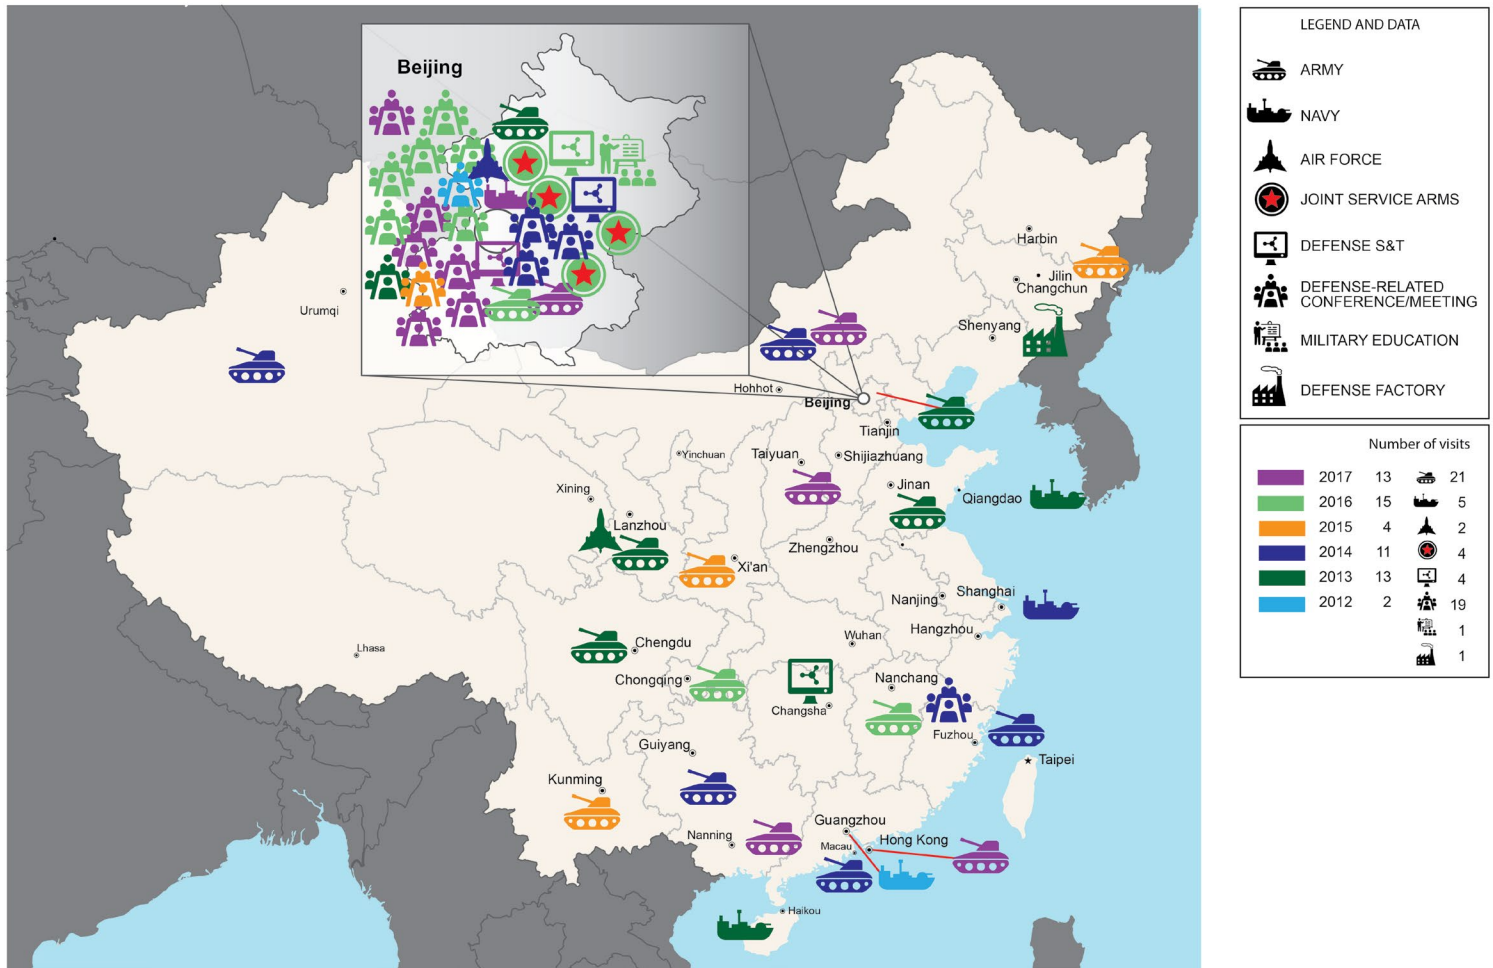 Beijing
Urumqi
Harbin
Jilin
Changchun
Shenyang
Hohhot
Beijing
Tianjin
Yinchuan
Taiyuan
Shijiazhuang
Xining
Jinan
Qiangdao
Lanzhou
Zhengzhou
Xi'an
Nanjing
Shanghai
Hangzhou
Wuhan
Chengdu
Lhasa
Chongqing
Nanchang
Changsha
Fuzhou
Guiyang
Taipei
Kunming
Guangzhou
Nanning
Hong Kong
Macau
Haikou
LEGEND AND DATA
ARMY
NAVY
AIR FORCE
JOINT SERVICE ARMS
DEFENSE S&T
DEFENSE-RELATED
CONFERENCE/MEETING
MILITARY EDUCATION
DEFENSE FACTORY
Number of visits
2017 13 21
2016 15 5
2015 4 2
2014 11 4
2013 13 4
2012 2 19
1
1